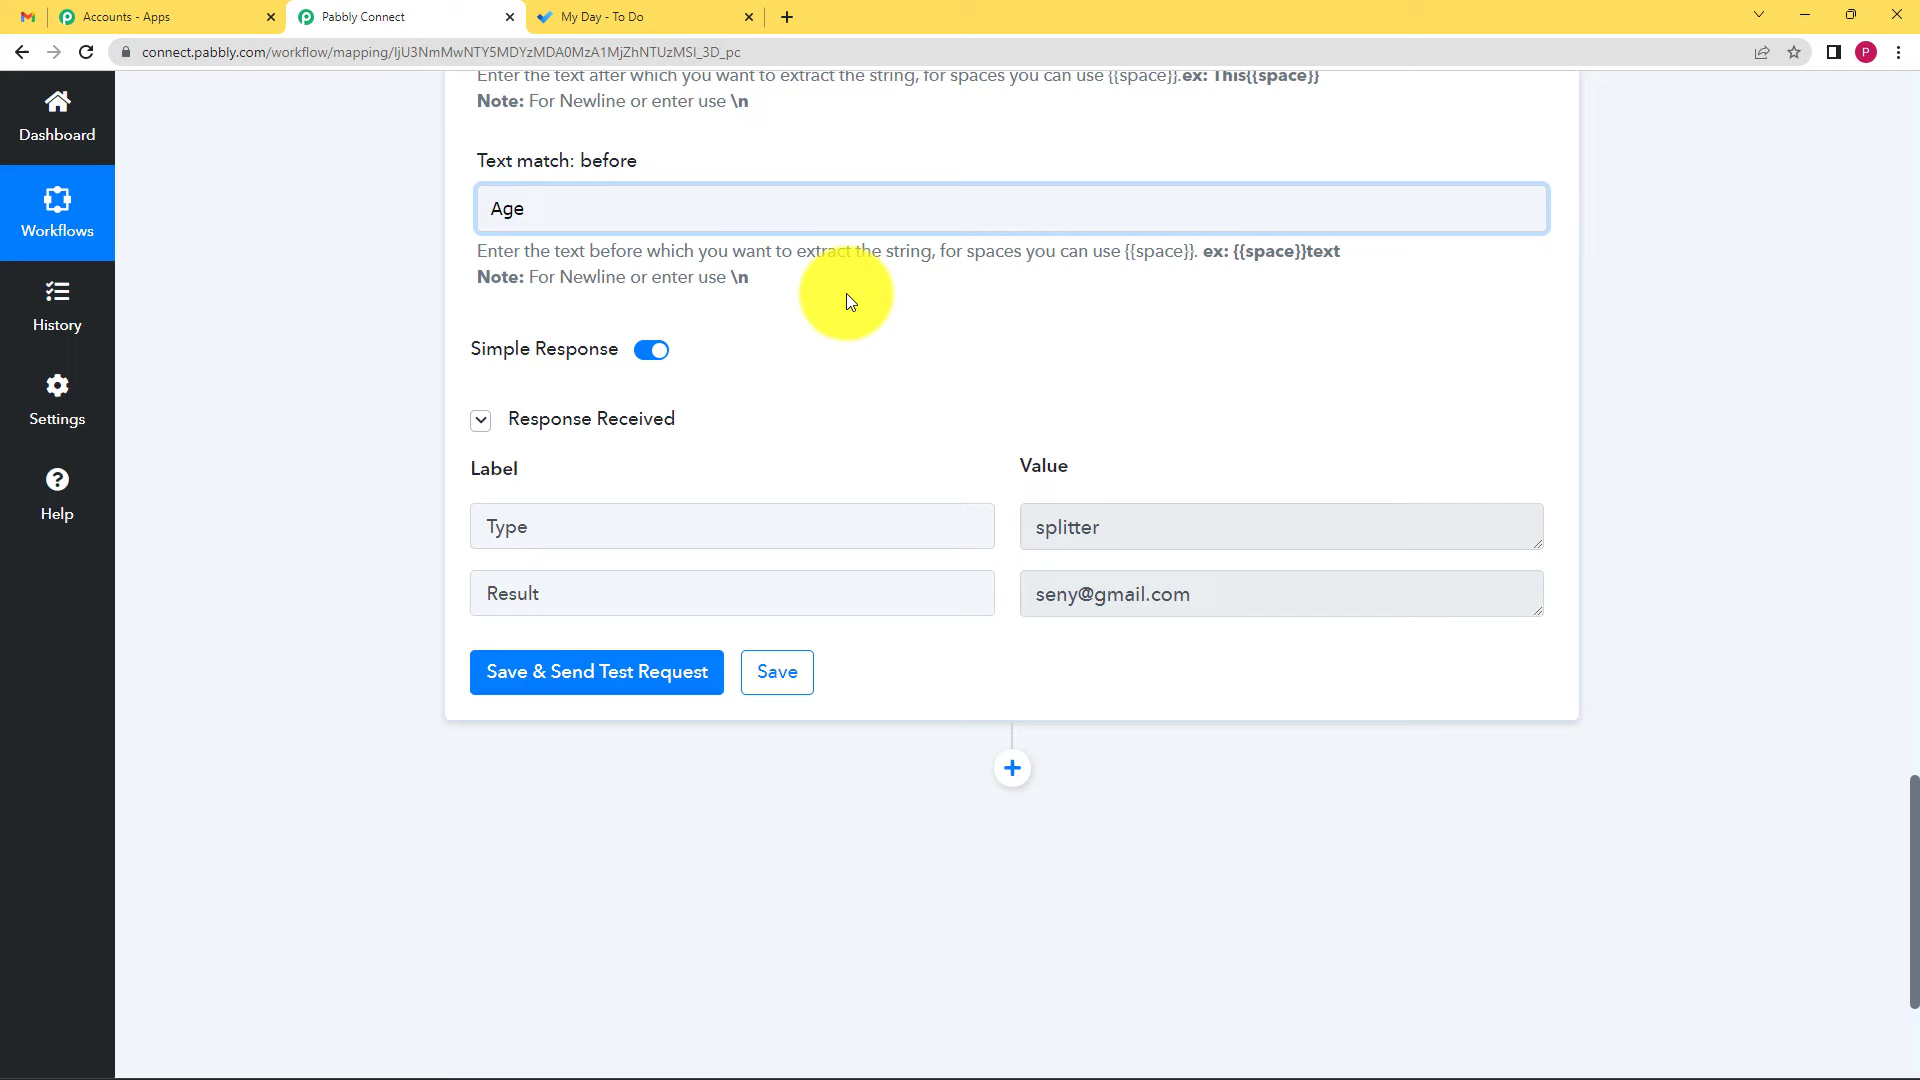 Accounts - Apps
Pabbly Connect
My Day - To Do
connect.pabbly.com/workflow/mapping/IjU3NmMwNTY5MDYzMDA0MzA1MjZhNTUzMSI_3D_pc
P
Enter the text after which you want to extract the string, for spaces you can use {{space}}.ex: This{{space}}
Note: For Newline or enter use \n
Dashboard
Text match: before
Age
Workflows
Enter the text before which you want to extract the string, for spaces you can use {{space}}. ex: {{space}}text
Note: For Newline or enter use \n
History
Simple Response
Settings
Response Received
Label
Value
Help
Type
splitter
Result
seny@gmail.com
Save & Send Test Request
Save